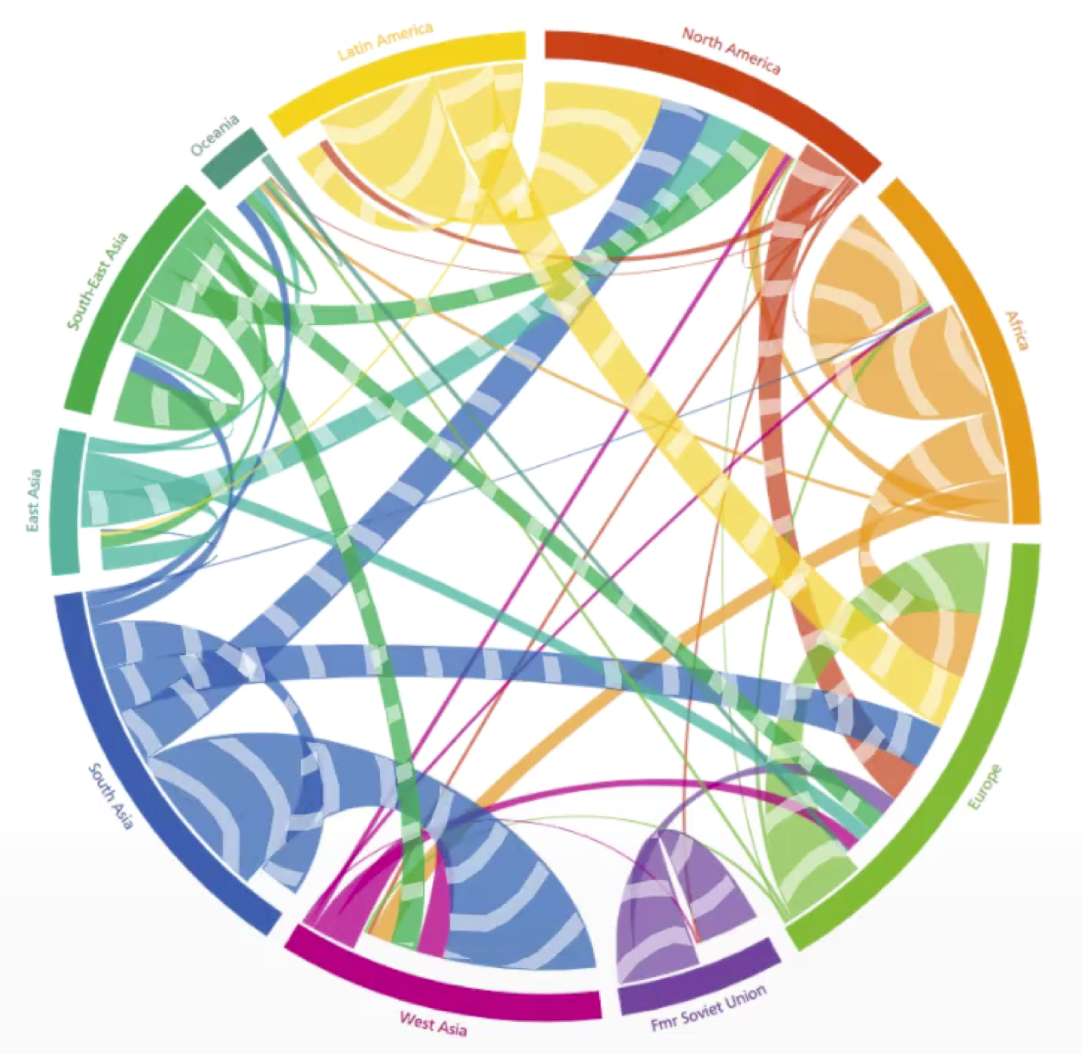 Latin America
North America
Oceania
South-East Asia
Africa
East Asia
South Asia
Europe
West Asia
Fmr Soviet Union